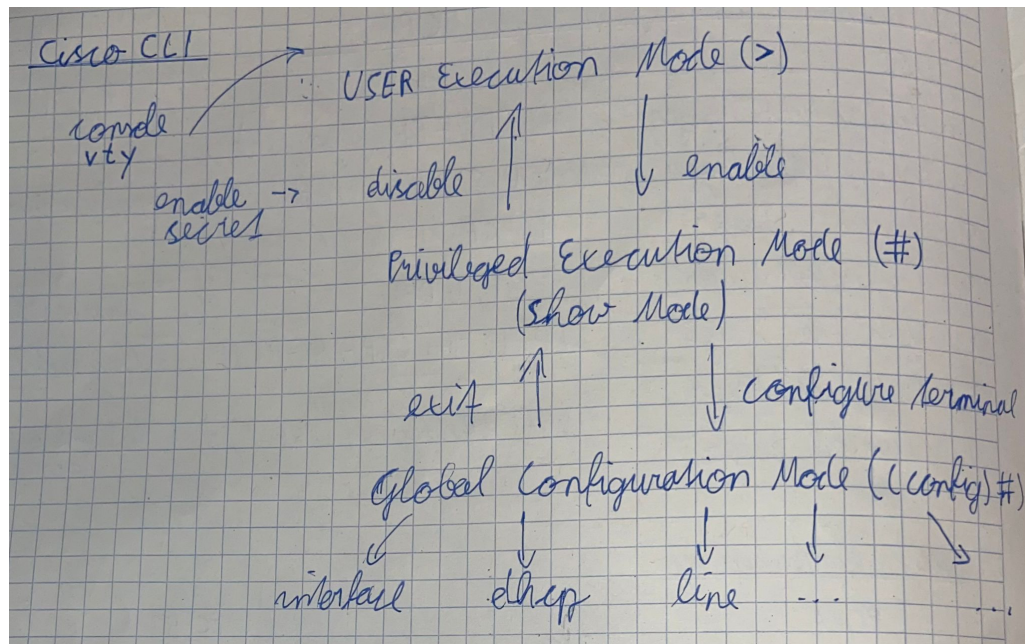 Cisco CLI
USER Execution Mode (>)
console
vty
enable ->
secret
disable
enable
Privileged Execution Mode (#)
(Show Mode)
exit
configure terminal
Global Configuration Mode ((config)#)
interface dhcp line ... ...